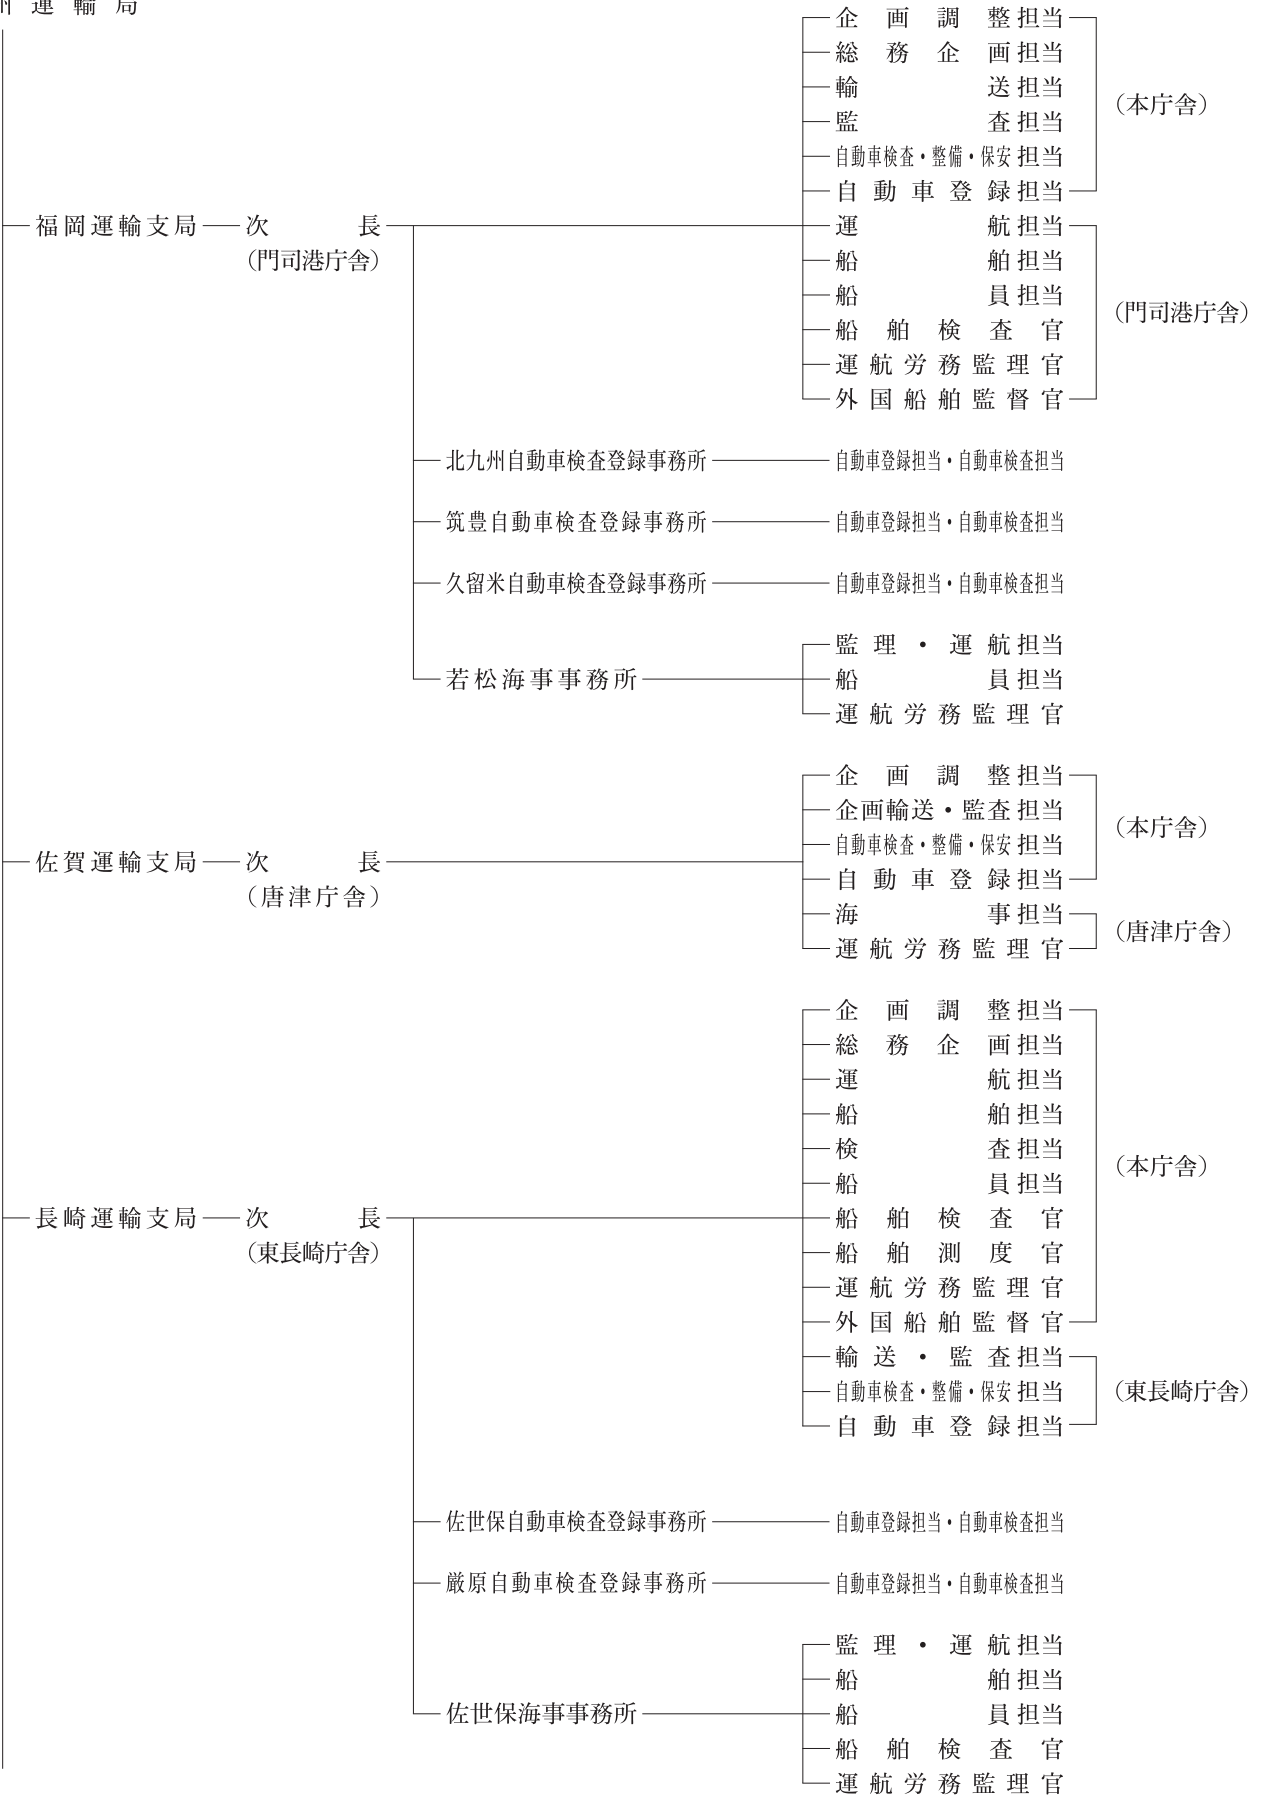 運輸局
企画調整担当
総務企画担当
輸送担当
監査担当
自動車検査・整備・保安担当
自動車登録担当
(本庁舎)
福岡運輸支局
次長
(門司港庁舎)
運航担当
船舶担当
船員担当
船舶検査官
運航労務監理官
外国船舶監督官
(門司港庁舎)
北九州自動車検査登録事務所
自動車登録担当・自動車検査担当
筑豊自動車検査登録事務所
自動車登録担当・自動車検査担当
久留米自動車検査登録事務所
自動車登録担当・自動車検査担当
若松海事事務所
監理・運航担当
船員担当
運航労務監理官
佐賀運輸支局
次長
(唐津庁舎)
企画調整担当
企画輸送・監査担当
自動車検査・整備・保安担当
自動車登録担当
(本庁舎)
海事担当
運航労務監理官
(唐津庁舎)
長崎運輸支局
次長
(東長崎庁舎)
企画調整担当
総務企画担当
運航担当
船舶担当
検査担当
船員担当
船舶検査官
船舶測度官
運航労務監理官
外国船舶監督官
(本庁舎)
輸送・監査担当
自動車検査・整備・保安担当
自動車登録担当
(東長崎庁舎)
佐世保自動車検査登録事務所
自動車登録担当・自動車検査担当
厳原自動車検査登録事務所
自動車登録担当・自動車検査担当
佐世保海事事務所
監理・運航担当
船舶担当
船員担当
船舶検査官
運航労務監理官